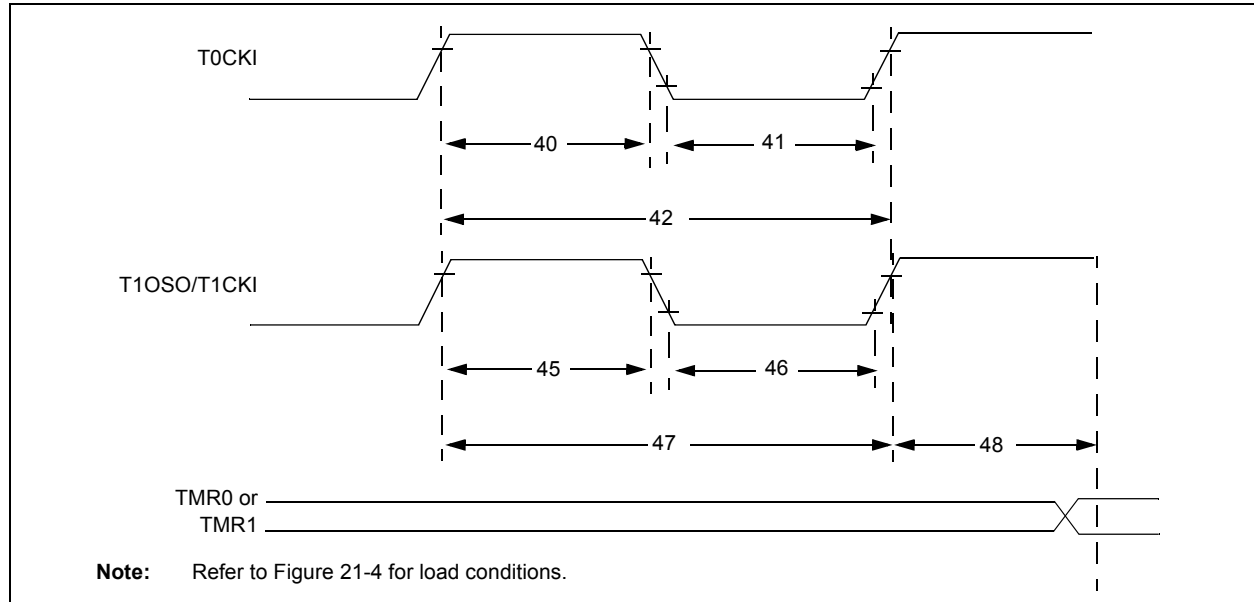 T0CKI
40
41
42
T1OSO/T1CKI
45
46
47
48
TMR0 or
TMR1
Note: Refer to Figure 21-4 for load conditions.